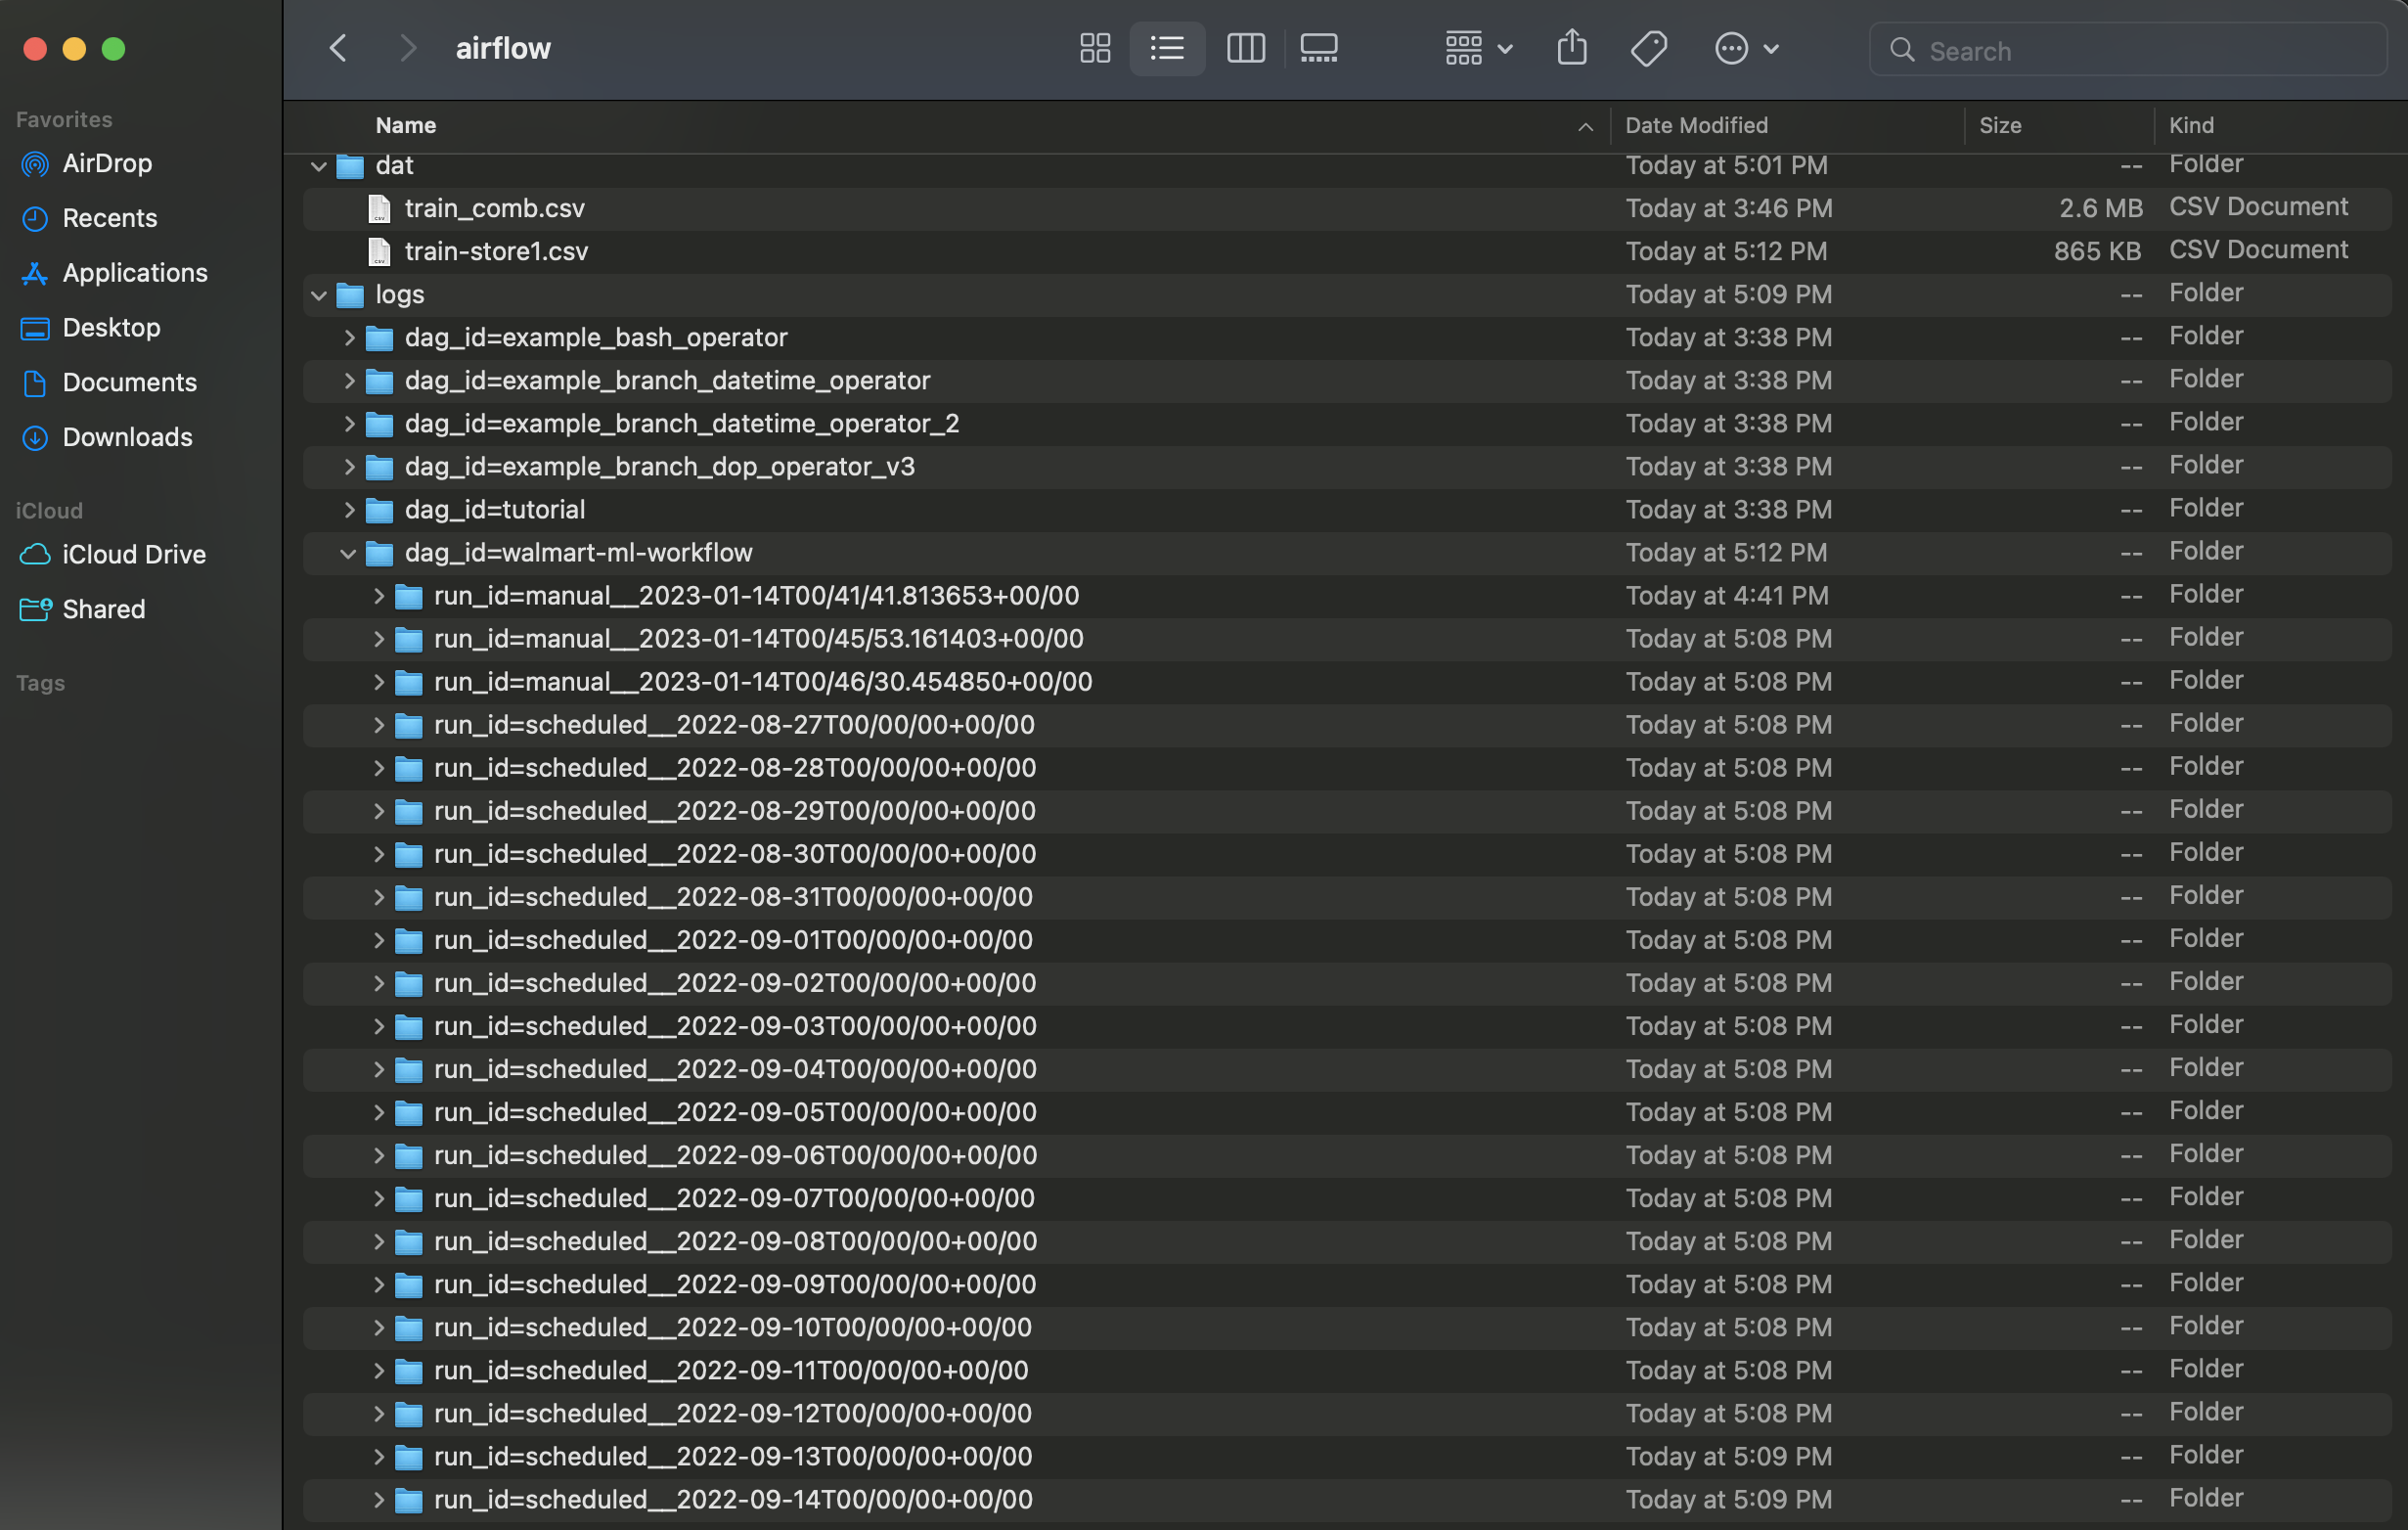 airflow
Search
Favorites
AirDrop
Recents
Applications
Desktop
Documents
Downloads
iCloud
iCloud Drive
Shared
Tags
Name Date Modified Size Kind
dat Today at 5:01 PM -- Folder
train_comb.csv Today at 3:46 PM 2.6 MB CSV Document
train-store1.csv Today at 5:12 PM 865 KB CSV Document
logs Today at 5:09 PM -- Folder
dag_id=example_bash_operator Today at 3:38 PM -- Folder
dag_id=example_branch_datetime_operator Today at 3:38 PM -- Folder
dag_id=example_branch_datetime_operator_2 Today at 3:38 PM -- Folder
dag_id=example_branch_dop_operator_v3 Today at 3:38 PM -- Folder
dag_id=tutorial Today at 3:38 PM -- Folder
dag_id=walmart-ml-workflow Today at 5:12 PM -- Folder
run_id=manual__2023-01-14T00/41/41.813653+00/00 Today at 4:41 PM -- Folder
run_id=manual__2023-01-14T00/45/53.161403+00/00 Today at 5:08 PM -- Folder
run_id=manual__2023-01-14T00/46/30.454850+00/00 Today at 5:08 PM -- Folder
run_id=scheduled__2022-08-27T00/00/00+00/00 Today at 5:08 PM -- Folder
run_id=scheduled__2022-08-28T00/00/00+00/00 Today at 5:08 PM -- Folder
run_id=scheduled__2022-08-29T00/00/00+00/00 Today at 5:08 PM -- Folder
run_id=scheduled__2022-08-30T00/00/00+00/00 Today at 5:08 PM -- Folder
run_id=scheduled__2022-08-31T00/00/00+00/00 Today at 5:08 PM -- Folder
run_id=scheduled__2022-09-01T00/00/00+00/00 Today at 5:08 PM -- Folder
run_id=scheduled__2022-09-02T00/00/00+00/00 Today at 5:08 PM -- Folder
run_id=scheduled__2022-09-03T00/00/00+00/00 Today at 5:08 PM -- Folder
run_id=scheduled__2022-09-04T00/00/00+00/00 Today at 5:08 PM -- Folder
run_id=scheduled__2022-09-05T00/00/00+00/00 Today at 5:08 PM -- Folder
run_id=scheduled__2022-09-06T00/00/00+00/00 Today at 5:08 PM -- Folder
run_id=scheduled__2022-09-07T00/00/00+00/00 Today at 5:08 PM -- Folder
run_id=scheduled__2022-09-08T00/00/00+00/00 Today at 5:08 PM -- Folder
run_id=scheduled__2022-09-09T00/00/00+00/00 Today at 5:08 PM -- Folder
run_id=scheduled__2022-09-10T00/00/00+00/00 Today at 5:08 PM -- Folder
run_id=scheduled__2022-09-11T00/00/00+00/00 Today at 5:08 PM -- Folder
run_id=scheduled__2022-09-12T00/00/00+00/00 Today at 5:08 PM -- Folder
run_id=scheduled__2022-09-13T00/00/00+00/00 Today at 5:09 PM -- Folder
run_id=scheduled__2022-09-14T00/00/00+00/00 Today at 5:09 PM -- Folder